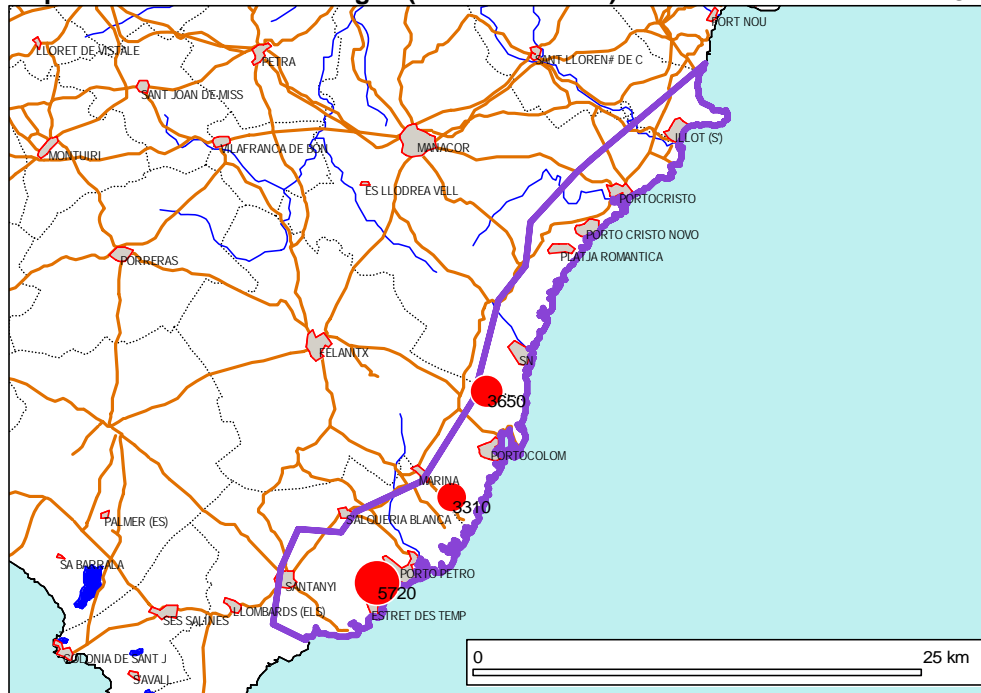 PORT NOU
LLORET DE VISTALE
PETRA
SANT LLOREN# DE C
SANT JOAN DE MISS
ILLOT (S')
VILAFRANCA DE BON
MANACOR
MONTUIRI
ES LLODREA VELL
PORTOCRISTO
PORTO CRISTO NOVO
PORRERAS
PLATJA ROMANTICA
FELANITX
SN
3650
PORTOCOLOM
MARINA
3310
PALMER (ES)
SALQUERIA BLANCA
SA BARRALA
PORTO PETRO
SANTANYI
5720
LLOMBARDS (ELS)
ESTRET DES TEMP
SES SALINES
COLONIA DE SANT J
S'AVALL
0 25 km